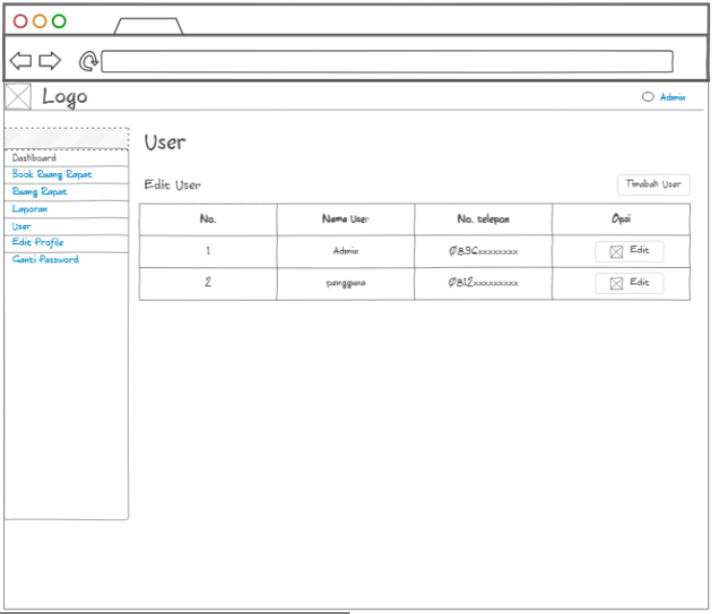 Logo
Admin
User
Dashboard
Book Ruang Rapat
Ruang Rapat
Laporan
User
Edit Profile
Ganti Password
Edit User
Tmabah User
No. Nama User No. telepon Opsi
1 Admin 0896xxxxxxxx Edit
2 pengguna 0812xxxxxxxxx Edit